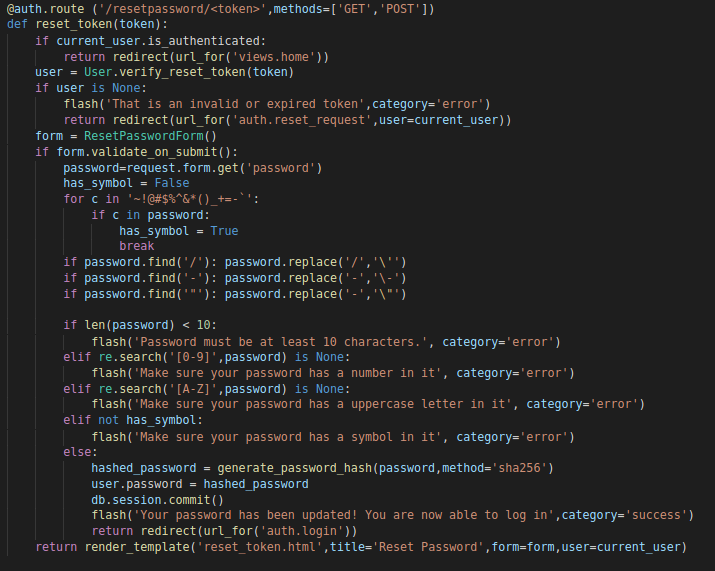 @auth.route ('/resetpassword/<token>',methods=['GET','POST'])
def reset_token(token):
    if current_user.is_authenticated:
        return redirect(url_for('views.home'))
    user = User.verify_reset_token(token)
    if user is None:
        flash('That is an invalid or expired token',category='error')
        return redirect(url_for('auth.reset_request',user=current_user))
    form = ResetPasswordForm()
    if form.validate_on_submit():
        password=request.form.get('password')
        has_symbol = False
        for c in '~!@#$%^&*()_+=-`':
            if c in password:
                has_symbol = True
                break
        if password.find('/'): password.replace('/','\'')
        if password.find('-'): password.replace('-','\-')
        if password.find('"'): password.replace('-','\"')

        if len(password) < 10:
            flash('Password must be at least 10 characters.', category='error')
        elif re.search('[0-9]',password) is None:
            flash('Make sure your password has a number in it', category='error')
        elif re.search('[A-Z]',password) is None:
            flash('Make sure your password has a uppercase letter in it', category='error')
        elif not has_symbol:
            flash('Make sure your password has a symbol in it', category='error')
        else:
            hashed_password = generate_password_hash(password,method='sha256')
            user.password = hashed_password
            db.session.commit()
            flash('Your password has been updated! You are now able to log in',category='success')
            return redirect(url_for('auth.login'))
    return render_template('reset_token.html',title='Reset Password',form=form,user=current_user)